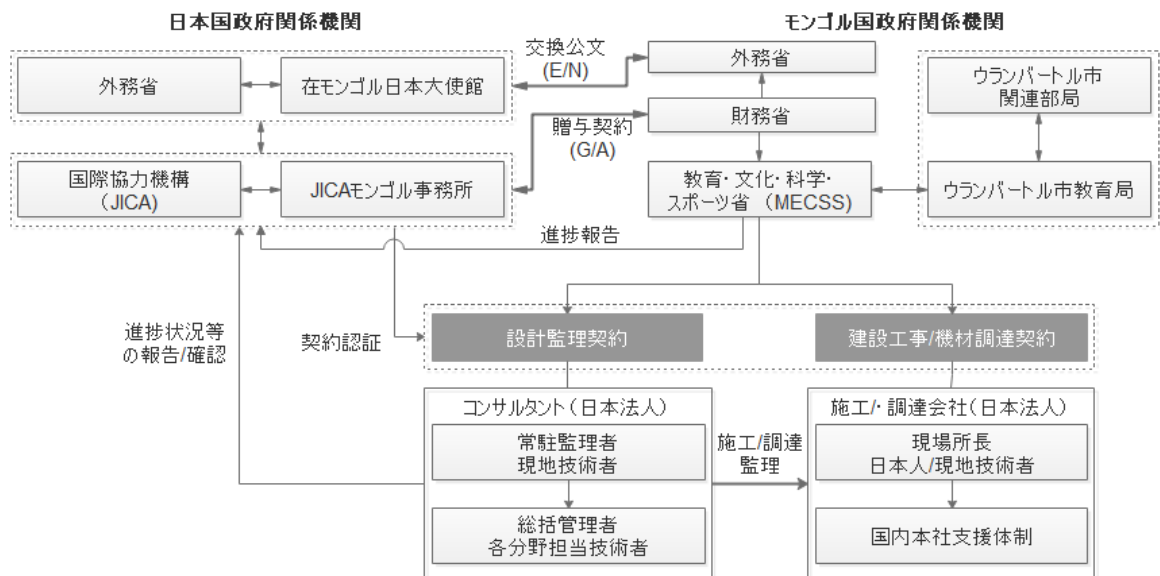 日本国政府関係機関
モンゴル国政府関係機関
外務省
在モンゴル日本大使館
交換公文
(E/N)
外務省
ウランバートル市
関連部局
財務省
贈与契約
(G/A)
国際協力機構
(JICA)
JICAモンゴル事務所
教育・文化・科学・
スポーツ省 (MECSS)
ウランバートル市教育局
進捗報告
進捗状況等
の報告/確認
契約認証
設計監理契約
建設工事/機材調達契約
コンサルタント(日本法人)
施工/・調達会社(日本法人)
常駐監理者
現地技術者
施工/調達
監理
現場所長
日本人/現地技術者
総括管理者
各分野担当技術者
国内本社支援体制